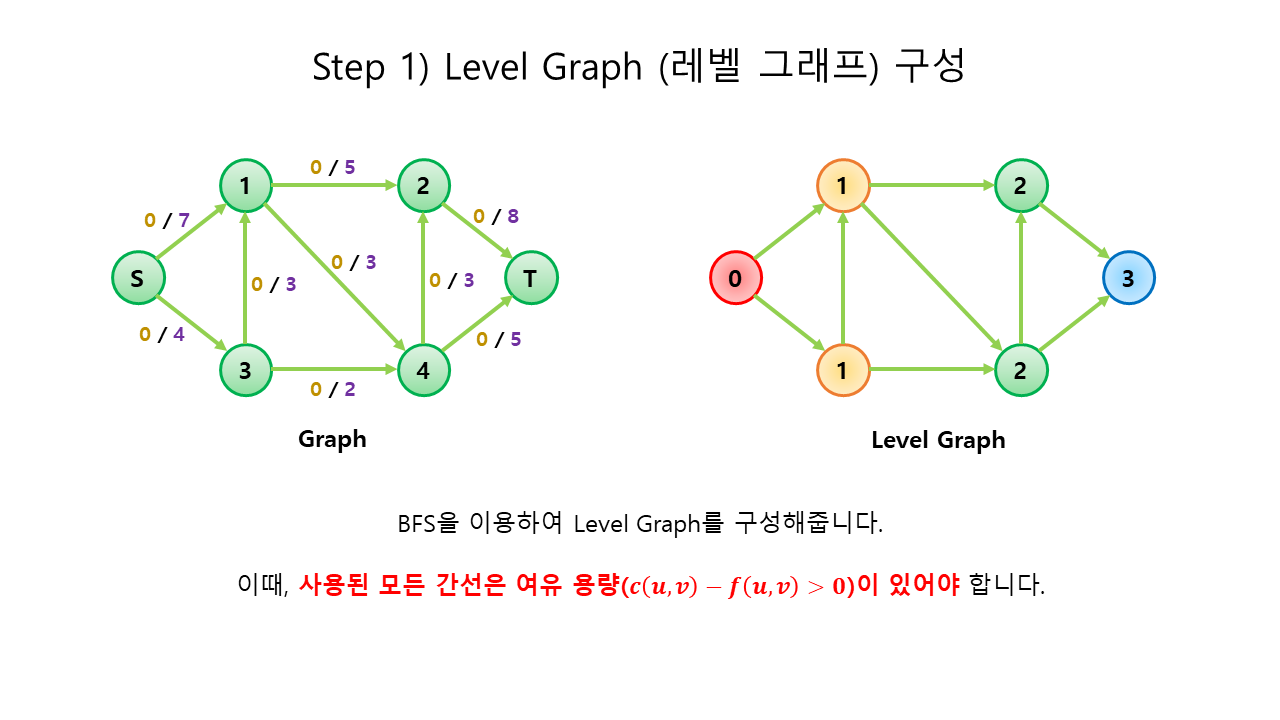 Step 1) Level Graph (레벨 그래프) 구성
0 / 5
1
2
0 / 7
0 / 8
0 / 3
0 / 3
0 / 3
S
T
0 / 4
0 / 5
3
4
0 / 2
Graph
1
2
0
3
1
2
Level Graph
BFS을 이용하여 Level Graph를 구성해줍니다.
이때, 사용된 모든 간선은 여유 용량(c(u,v) − f(u,v) > 0)이 있어야 합니다.